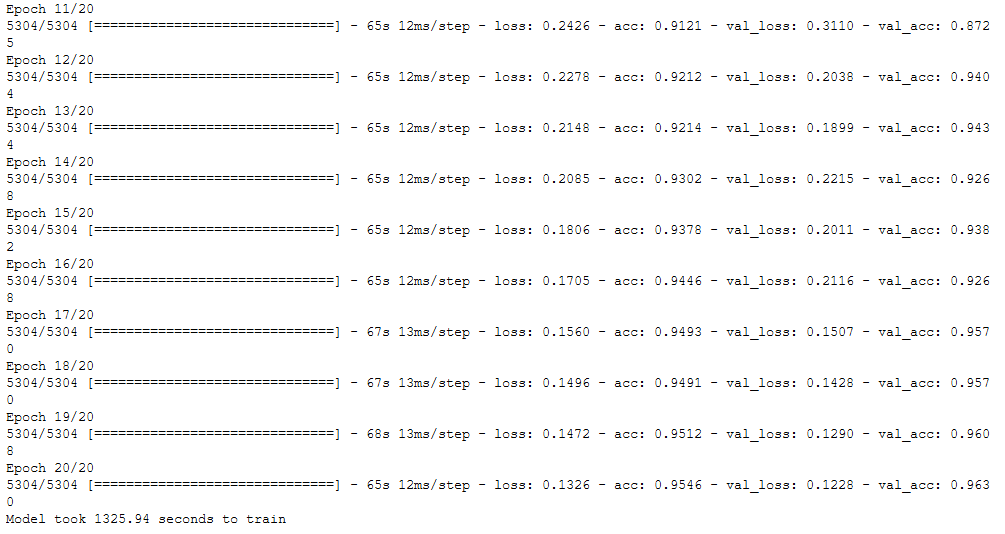 Epoch 11/20
5304/5304 [==============================] - 65s 12ms/step - loss: 0.2426 - acc: 0.9121 - val_loss: 0.3110 - val_acc: 0.872
5
Epoch 12/20
5304/5304 [==============================] - 65s 12ms/step - loss: 0.2278 - acc: 0.9212 - val_loss: 0.2038 - val_acc: 0.940
4
Epoch 13/20
5304/5304 [==============================] - 65s 12ms/step - loss: 0.2148 - acc: 0.9214 - val_loss: 0.1899 - val_acc: 0.943
4
Epoch 14/20
5304/5304 [==============================] - 65s 12ms/step - loss: 0.2085 - acc: 0.9302 - val_loss: 0.2215 - val_acc: 0.926
8
Epoch 15/20
5304/5304 [==============================] - 65s 12ms/step - loss: 0.1806 - acc: 0.9378 - val_loss: 0.2011 - val_acc: 0.938
2
Epoch 16/20
5304/5304 [==============================] - 65s 12ms/step - loss: 0.1705 - acc: 0.9446 - val_loss: 0.2116 - val_acc: 0.926
8
Epoch 17/20
5304/5304 [==============================] - 67s 13ms/step - loss: 0.1560 - acc: 0.9493 - val_loss: 0.1507 - val_acc: 0.957
0
Epoch 18/20
5304/5304 [==============================] - 67s 13ms/step - loss: 0.1496 - acc: 0.9491 - val_loss: 0.1428 - val_acc: 0.957
0
Epoch 19/20
5304/5304 [==============================] - 68s 13ms/step - loss: 0.1472 - acc: 0.9512 - val_loss: 0.1290 - val_acc: 0.960
8
Epoch 20/20
5304/5304 [==============================] - 65s 12ms/step - loss: 0.1326 - acc: 0.9546 - val_loss: 0.1228 - val_acc: 0.963
0
Model took 1325.94 seconds to train